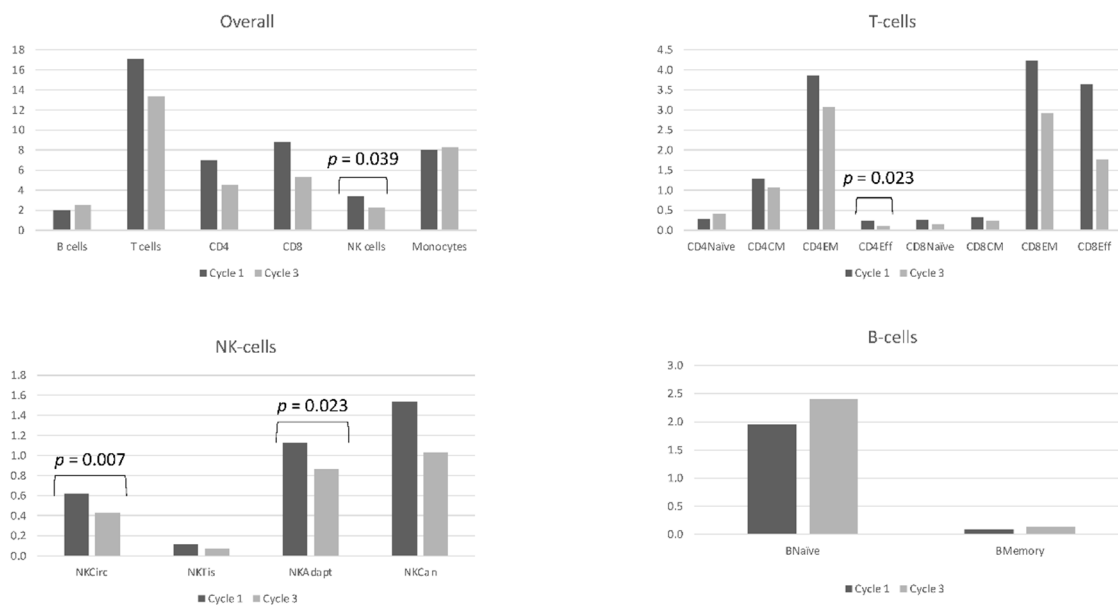 Overall
18
16
14
12
10
8
6
4
2
0
p = 0.039
B cells T cells CD4 CD8 NK cells Monocytes
Cycle 1 Cycle 3
T-cells
4.5
4.0
3.5
3.0
2.5
2.0
1.5
1.0
0.5
0.0
p = 0.023
CD4Naïve CD4CM CD4EM CD4Eff CD8Naïve CD8CM CD8EM CD8Eff
Cycle 1 Cycle 3
NK-cells
1.8
1.6
1.4
1.2
1.0
0.8
0.6
0.4
0.2
0.0
p = 0.007
p = 0.023
NKCirc NKTis NKAdapt NKCan
Cycle 1 Cycle 3
B-cells
3.0
2.5
2.0
1.5
1.0
0.5
0.0
BNaïve BMemory
Cycle 1 Cycle 3